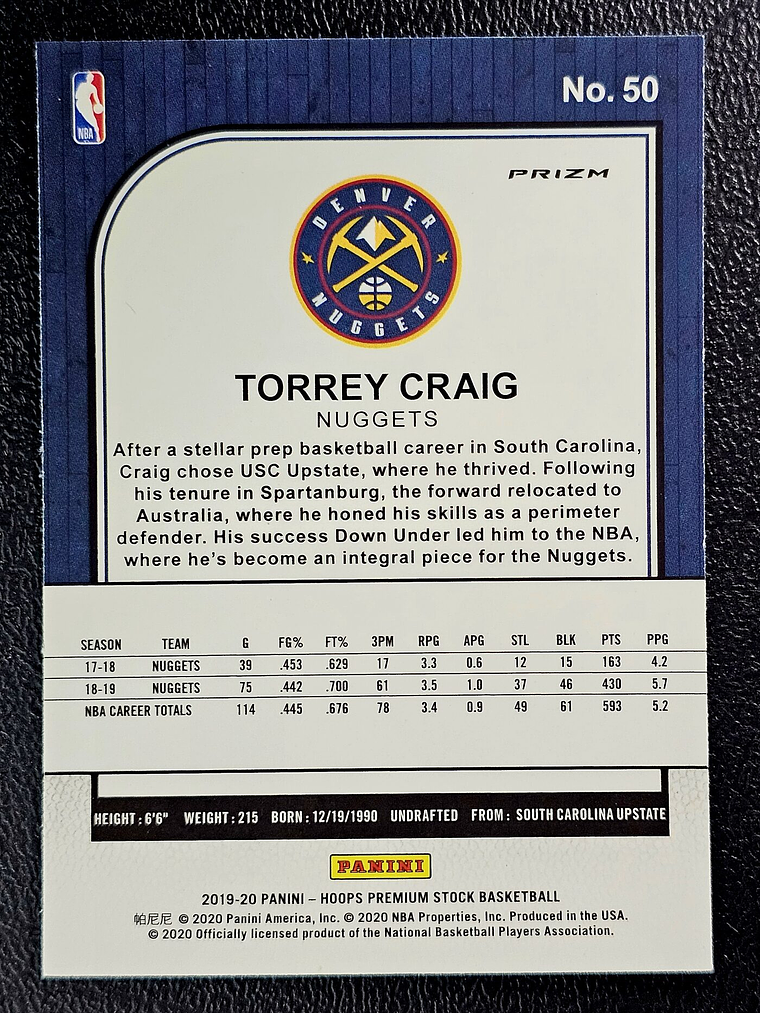 NBA
No. 50
PRIZM
DENVER
NUGGETS
TORREY CRAIG
NUGGETS
After a stellar prep basketball career in South Carolina,
Craig chose USC Upstate, where he thrived. Following
his tenure in Spartanburg, the forward relocated to
Australia, where he honed his skills as a perimeter
defender. His success Down Under led him to the NBA,
where he's become an integral piece for the Nuggets.
SEASON TEAM G FG% FT% 3PM RPG APG STL BLK PTS PPG
17-18 NUGGETS 39 .453 .629 17 3.3 0.6 12 15 163 4.2
18-19 NUGGETS 75 .442 .700 61 3.5 1.0 37 46 430 5.7
NBA CAREER TOTALS 114 .445 .676 78 3.4 0.9 49 61 593 5.2
HEIGHT: 6'6" WEIGHT: 215 BORN: 12/19/1990 UNDRAFTED FROM: SOUTH CAROLINA UPSTATE
PANINI
2019-20 PANINI – HOOPS PREMIUM STOCK BASKETBALL
帕尼尼 © 2020 Panini America, Inc. © 2020 NBA Properties, Inc. Produced in the USA.
© 2020 Officially licensed product of the National Basketball Players Association.